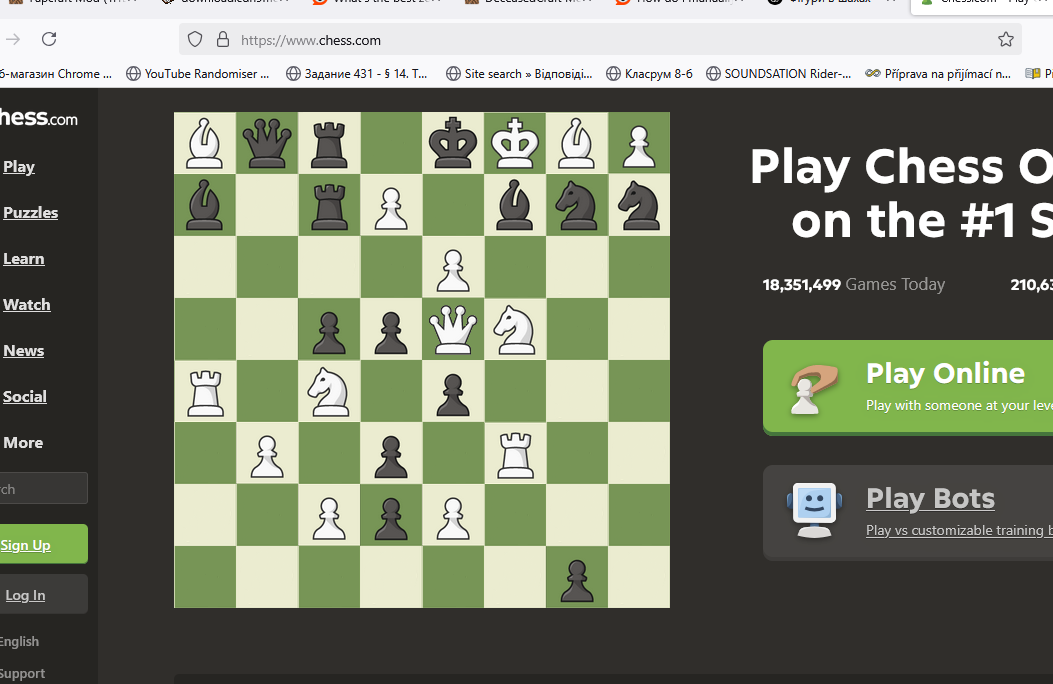 https://www.chess.com
б-магазин Chrome ... YouTube Randomiser ... Задание 431 - § 14. Т... Site search » Відповіді... Класрум 8-б SOUNDSATION Rider-... Příprava na přijímací n...
hess.com
Play
Puzzles
Learn
Watch
News
Social
More
rch
Sign Up
Log In
English
Support
Play Chess O
on the #1 S
18,351,499 Games Today 210,63
Play Online
Play with someone at your leve
Play Bots
Play vs customizable training b